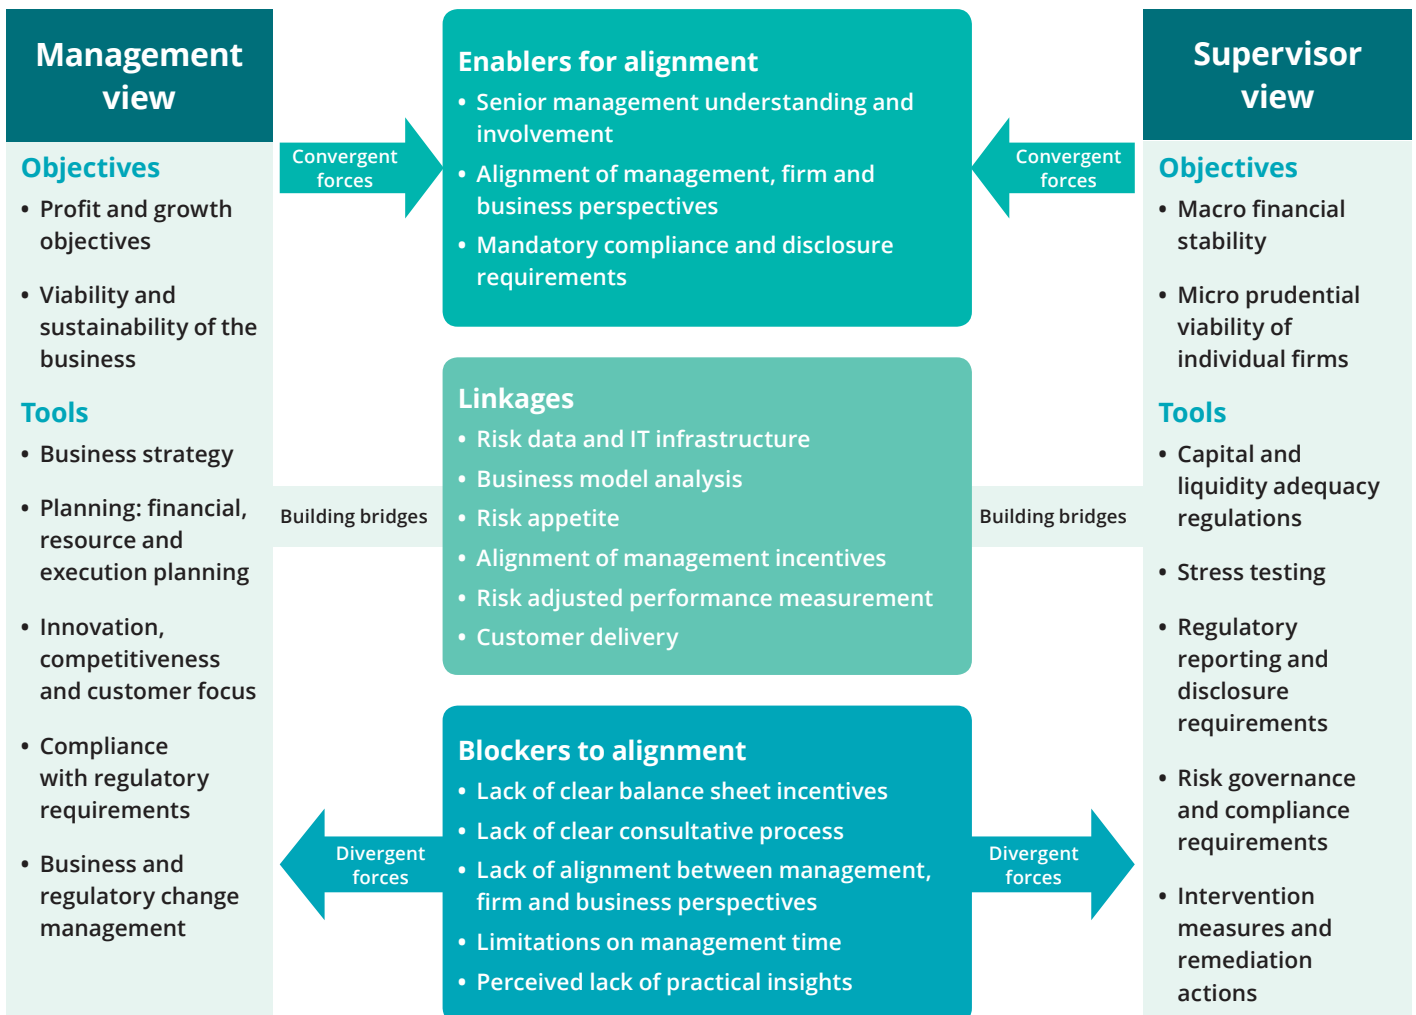 Management
view
Objectives
• Profit and growth
objectives
• Viability and
sustainability of the
business
Tools
• Business strategy
• Planning: financial,
resource and
execution planning
• Innovation,
competitiveness
and customer focus
• Compliance
with regulatory
requirements
• Business and
regulatory change
management
Convergent
forces
Building bridges
Divergent
forces
Enablers for alignment
• Senior management understanding and
involvement
• Alignment of management, firm and
business perspectives
• Mandatory compliance and disclosure
requirements
Linkages
• Risk data and IT infrastructure
• Business model analysis
• Risk appetite
• Alignment of management incentives
• Risk adjusted performance measurement
• Customer delivery
Blockers to alignment
• Lack of clear balance sheet incentives
• Lack of clear consultative process
• Lack of alignment between management,
firm and business perspectives
• Limitations on management time
• Perceived lack of practical insights
Convergent
forces
Building bridges
Divergent
forces
Supervisor
view
Objectives
• Macro financial
stability
• Micro prudential
viability of
individual firms
Tools
• Capital and
liquidity adequacy
regulations
• Stress testing
• Regulatory
reporting and
disclosure
requirements
• Risk governance
and compliance
requirements
• Intervention
measures and
remediation
actions